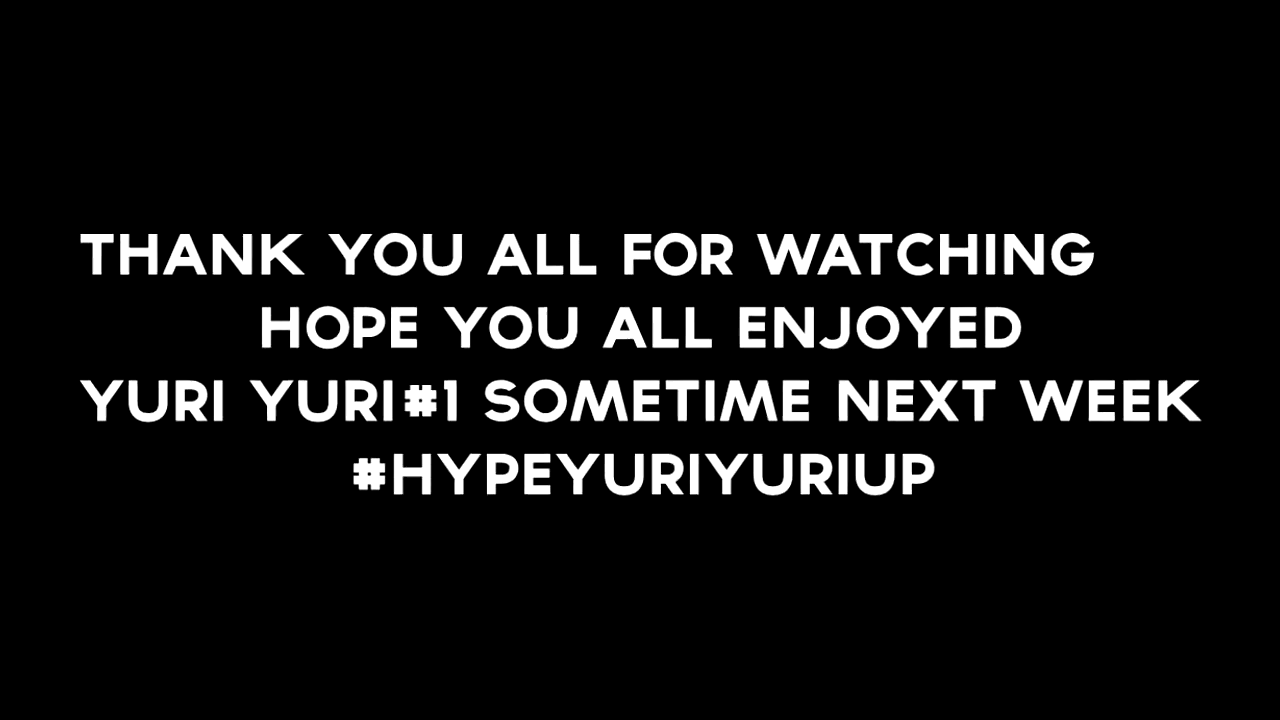 THANK YOU ALL FOR WATCHING
HOPE YOU ALL ENJOYED
YURI YURI#1 SOMETIME NEXT WEEK
#HYPEYURIYURIUP